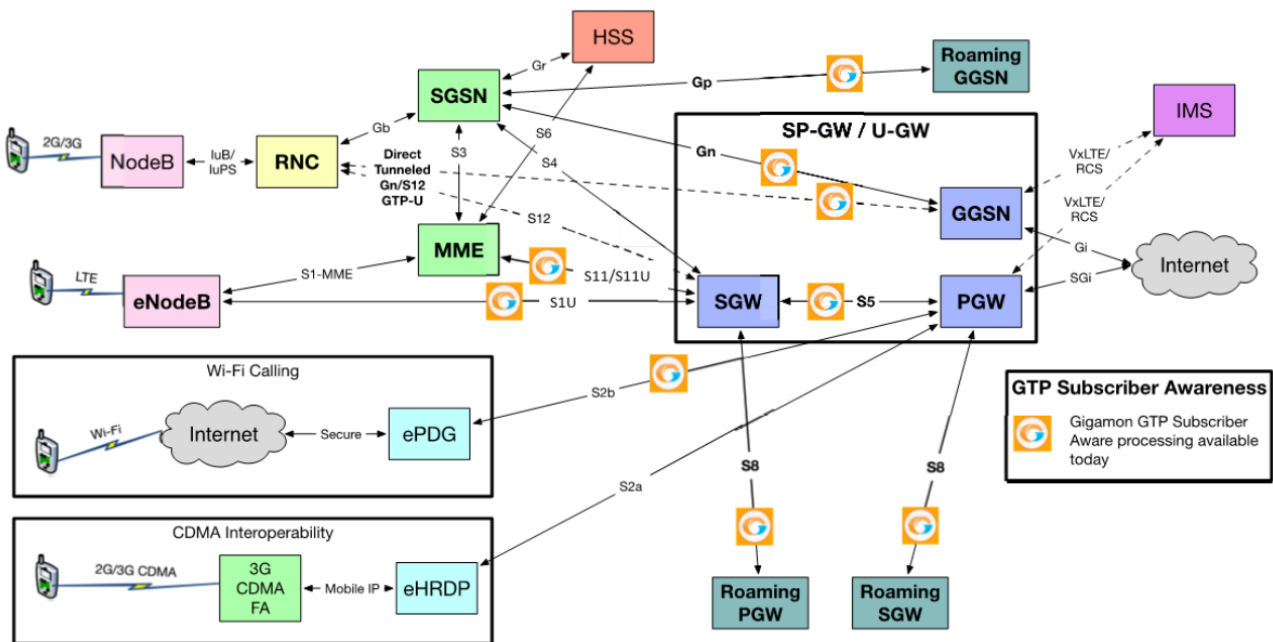 HSS
Gr
Gp
Roaming
GGSN
SGSN
Gb
IMS
SP-GW / U-GW
2G/3G
NodeB
IuB/
IuPS
RNC
Direct
Tunneled
Gn/S12
GTP-U
S3
S6
S4
Gn
VxLTE/
RCS
VxLTE/
RCS
GGSN
S12
MME
Gi
Internet
SGi
LTE
eNodeB
S1-MME
S11/S11U
S1U
SGW
S5
PGW
Wi-Fi Calling
S2b
Wi-Fi
Internet
Secure
ePDG
GTP Subscriber Awareness
Gigamon GTP Subscriber
Aware processing available
today
S8
S8
S2a
CDMA Interoperability
2G/3G CDMA
3G
CDMA
FA
Mobile IP
eHRDP
Roaming
PGW
Roaming
SGW